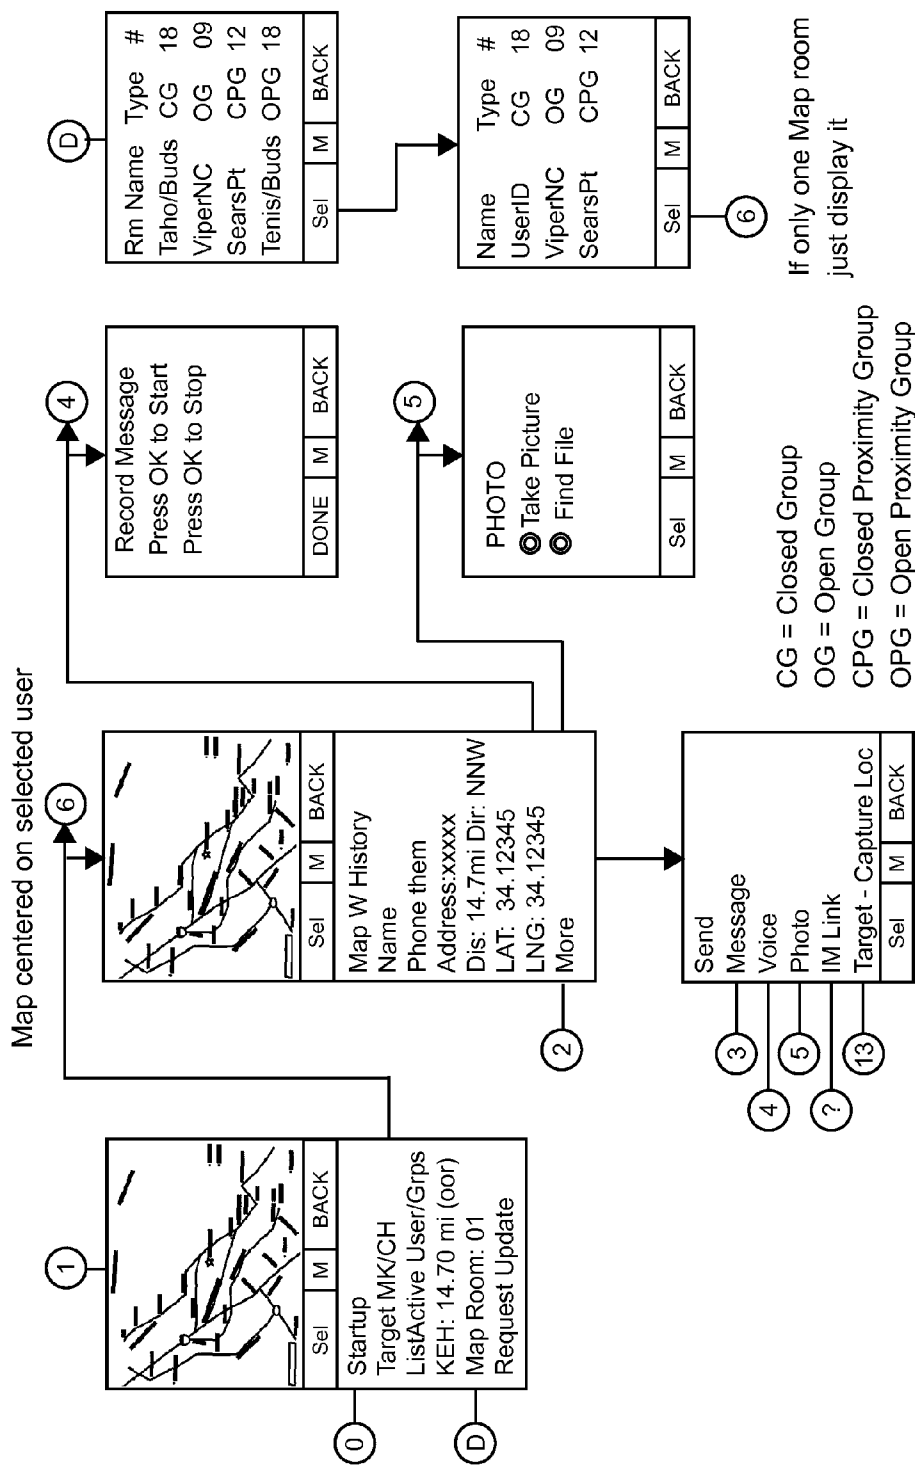 Map centered on selected user
1
Sel M BACK
Startup
Target MK/CH
ListActive User/Grps
KEH: 14.70 mi (oor)
Map Room: 01
Request Update
0
D
6
Sel M BACK
Map W History
Name
Phone them
Address:xxxxx
Dis: 14.7mi Dir: NNW
LAT: 34.12345
LNG: 34.12345
More
2
Send
Message
Voice
Photo
IM Link
Target - Capture Loc
Sel M BACK
3
4
5
?
13
4
Record Message
Press OK to Start
Press OK to Stop
DONE M BACK
5
PHOTO
Take Picture
Find File
Sel M BACK
D
Rm Name Type #
Taho/Buds CG 18
ViperNC OG 09
SearsPt CPG 12
Tenis/Buds OPG 18
Sel M BACK
Name Type #
UserID CG 18
ViperNC OG 09
SearsPt CPG 12
Sel M BACK
6
If only one Map room
just display it
CG = Closed Group
OG = Open Group
CPG = Closed Proximity Group
OPG = Open Proximity Group